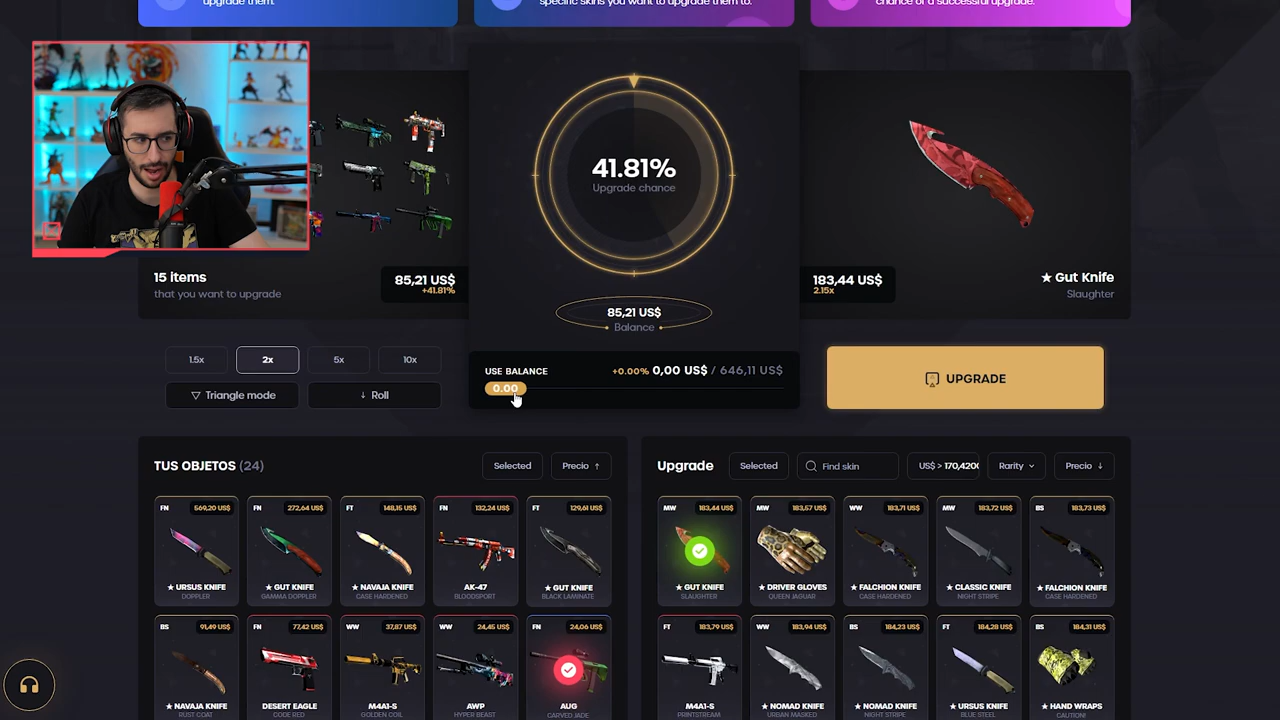 upgrade them.
specific skins you want to upgrade them to.
chance of a successful upgrade.
41.81%
Upgrade chance
15 items
that you want to upgrade
85,21 US$
+41.81%
183,44 US$
2.15x
★ Gut Knife
Slaughter
85,21 US$
Balance
1.5x
2x
5x
10x
Triangle mode
↓ Roll
USE BALANCE
+0.00% 0,00 US$ / 646,11 US$
0.00
UPGRADE
TUS OBJETOS (24)
Selected
Precio ↑
FN 569,20 US$
★ URSUS KNIFE
DOPPLER
FN 272,64 US$
★ GUT KNIFE
GAMMA DOPPLER
FT 148,15 US$
★ NAVAJA KNIFE
CASE HARDENED
FN 132,24 US$
AK-47
BLOODSPORT
FT 129,61 US$
★ GUT KNIFE
BLACK LAMINATE
BS 91,49 US$
★ NAVAJA KNIFE
RUST COAT
FN 77,42 US$
DESERT EAGLE
CODE RED
WW 37,87 US$
M4A1-S
GOLDEN COIL
WW 24,45 US$
AWP
HYPER BEAST
FN 24,06 US$
AUG
CARVED JADE
Upgrade
Selected
Find skin
US$ > 170,4200
Rarity
Precio ↓
MW 183,44 US$
★ GUT KNIFE
SLAUGHTER
MW 183,57 US$
★ DRIVER GLOVES
QUEEN JAGUAR
WW 183,71 US$
★ FALCHION KNIFE
CASE HARDENED
MW 183,72 US$
★ CLASSIC KNIFE
NIGHT STRIPE
BS 183,73 US$
★ FALCHION KNIFE
CASE HARDENED
FT 183,79 US$
M4A1-S
PRINTSTREAM
WW 183,94 US$
★ NOMAD KNIFE
URBAN MASKED
BS 184,23 US$
★ NOMAD KNIFE
NIGHT STRIPE
FT 184,28 US$
★ URSUS KNIFE
BLUE STEEL
BS 184,31 US$
★ HAND WRAPS
CAUTION!